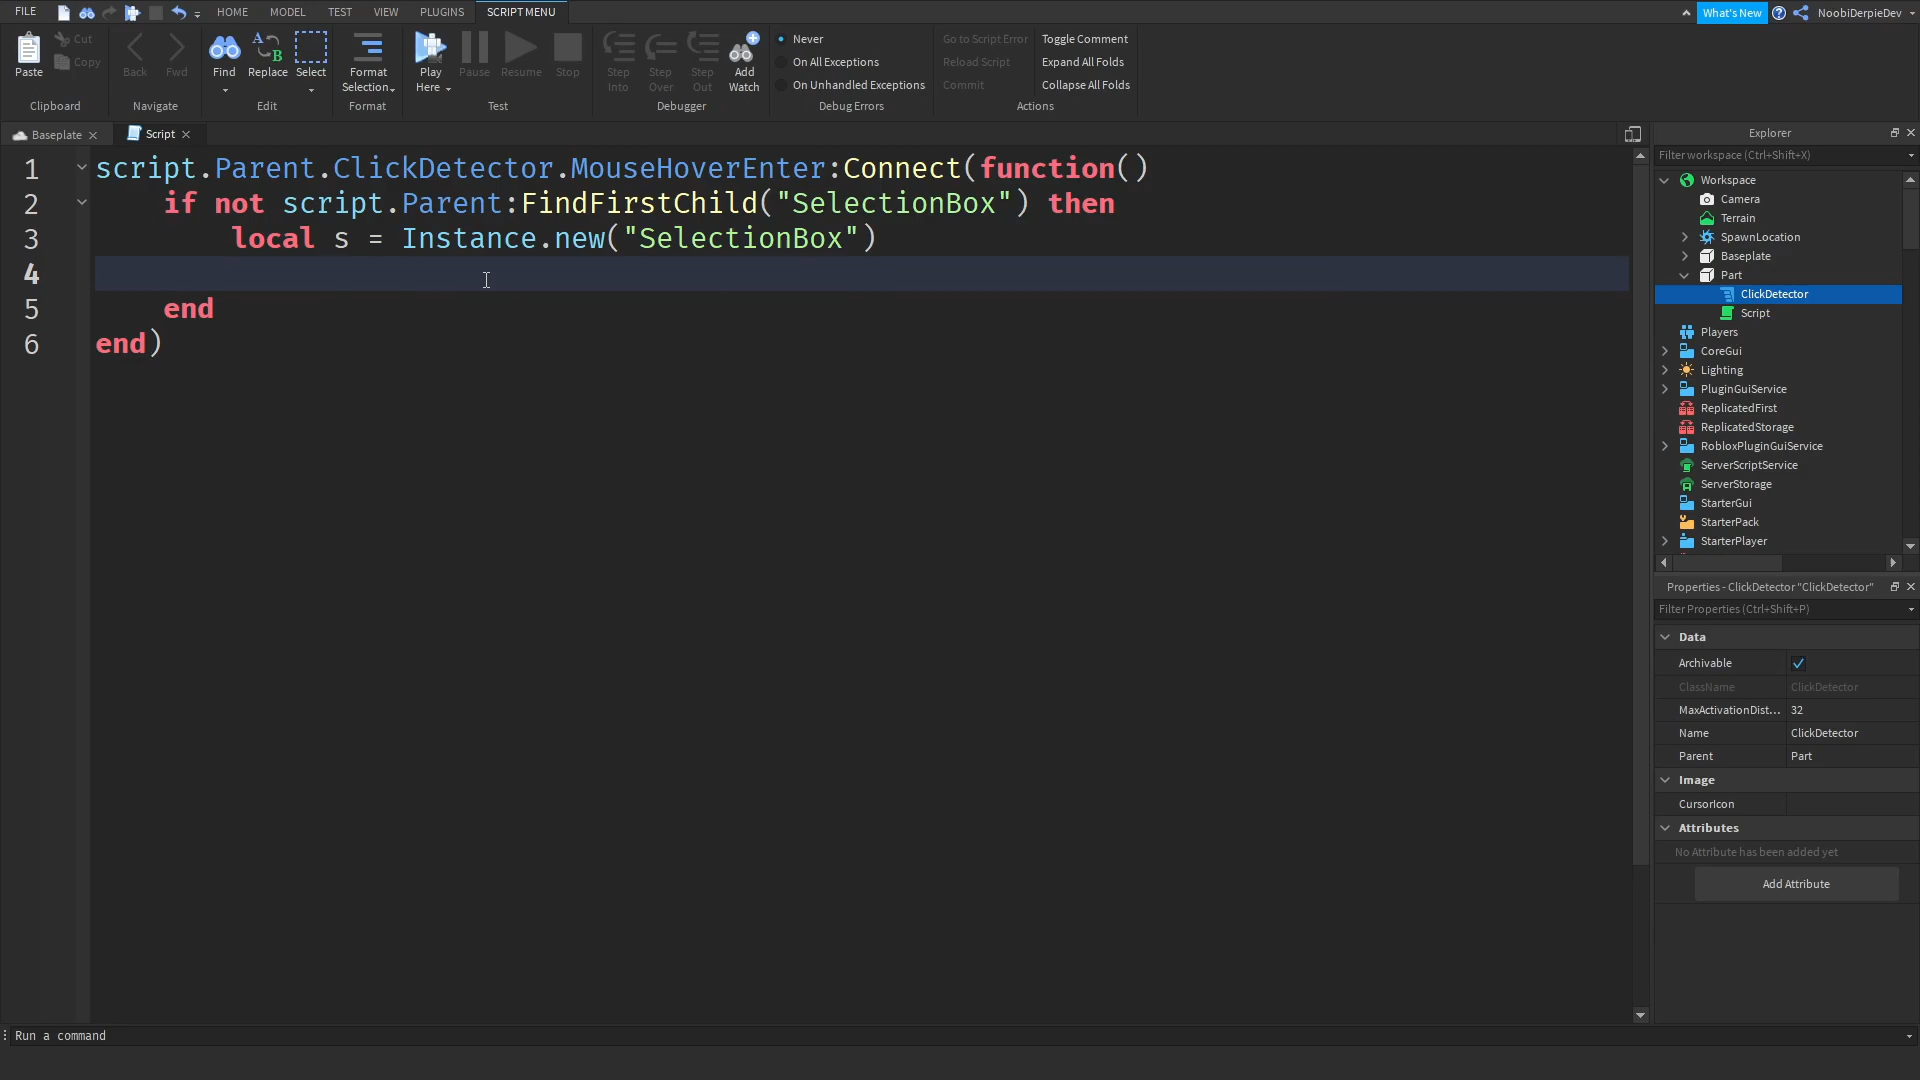 FILE
HOME
MODEL
TEST
VIEW
PLUGINS
SCRIPT MENU
What's New
NoobiDerpieDev
Paste
Cut
Copy
Clipboard
Back
Fwd
Navigate
Find
Replace
Select
Edit
Format
Selection
Format
Play
Here
Pause
Resume
Stop
Test
Step
Into
Step
Over
Step
Out
Add
Watch
Debugger
Never
On All Exceptions
On Unhandled Exceptions
Debug Errors
Go to Script Error
Reload Script
Commit
Toggle Comment
Expand All Folds
Collapse All Folds
Actions
Baseplate
Script
1 script.Parent.ClickDetector.MouseHoverEnter:Connect(function()
2 if not script.Parent:FindFirstChild("SelectionBox") then
3 local s = Instance.new("SelectionBox")
4
5 end
6 end)
Explorer
Filter workspace (Ctrl+Shift+X)
Workspace
Camera
Terrain
SpawnLocation
Baseplate
Part
ClickDetector
Script
Players
CoreGui
Lighting
PluginGuiService
ReplicatedFirst
ReplicatedStorage
RobloxPluginGuiService
ServerScriptService
ServerStorage
StarterGui
StarterPack
StarterPlayer
Properties - ClickDetector "ClickDetector"
Filter Properties (Ctrl+Shift+P)
Data
Archivable
ClassName ClickDetector
MaxActivationDist... 32
Name ClickDetector
Parent Part
Image
CursorIcon
Attributes
No Attribute has been added yet
Add Attribute
Run a command